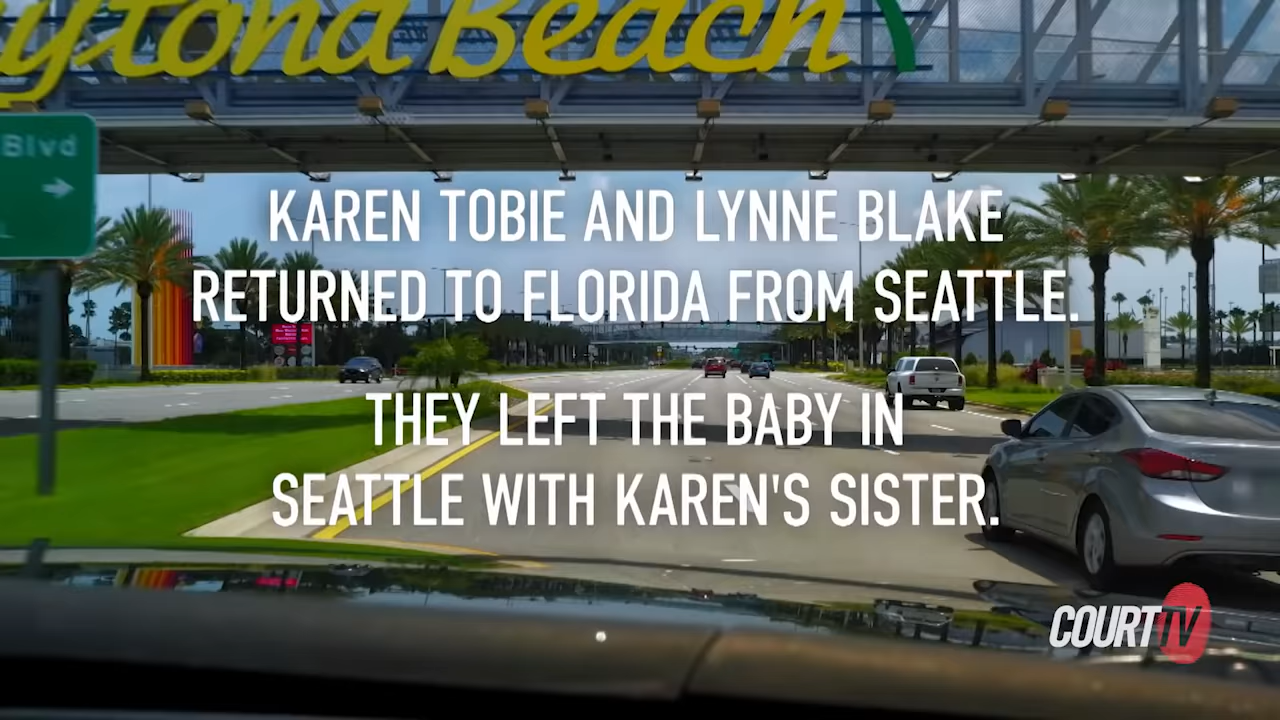 ytona Beach
Blvd
KAREN TOBIE AND LYNNE BLAKE
RETURNED TO FLORIDA FROM SEATTLE.
THEY LEFT THE BABY IN
SEATTLE WITH KAREN'S SISTER.
COURT TV